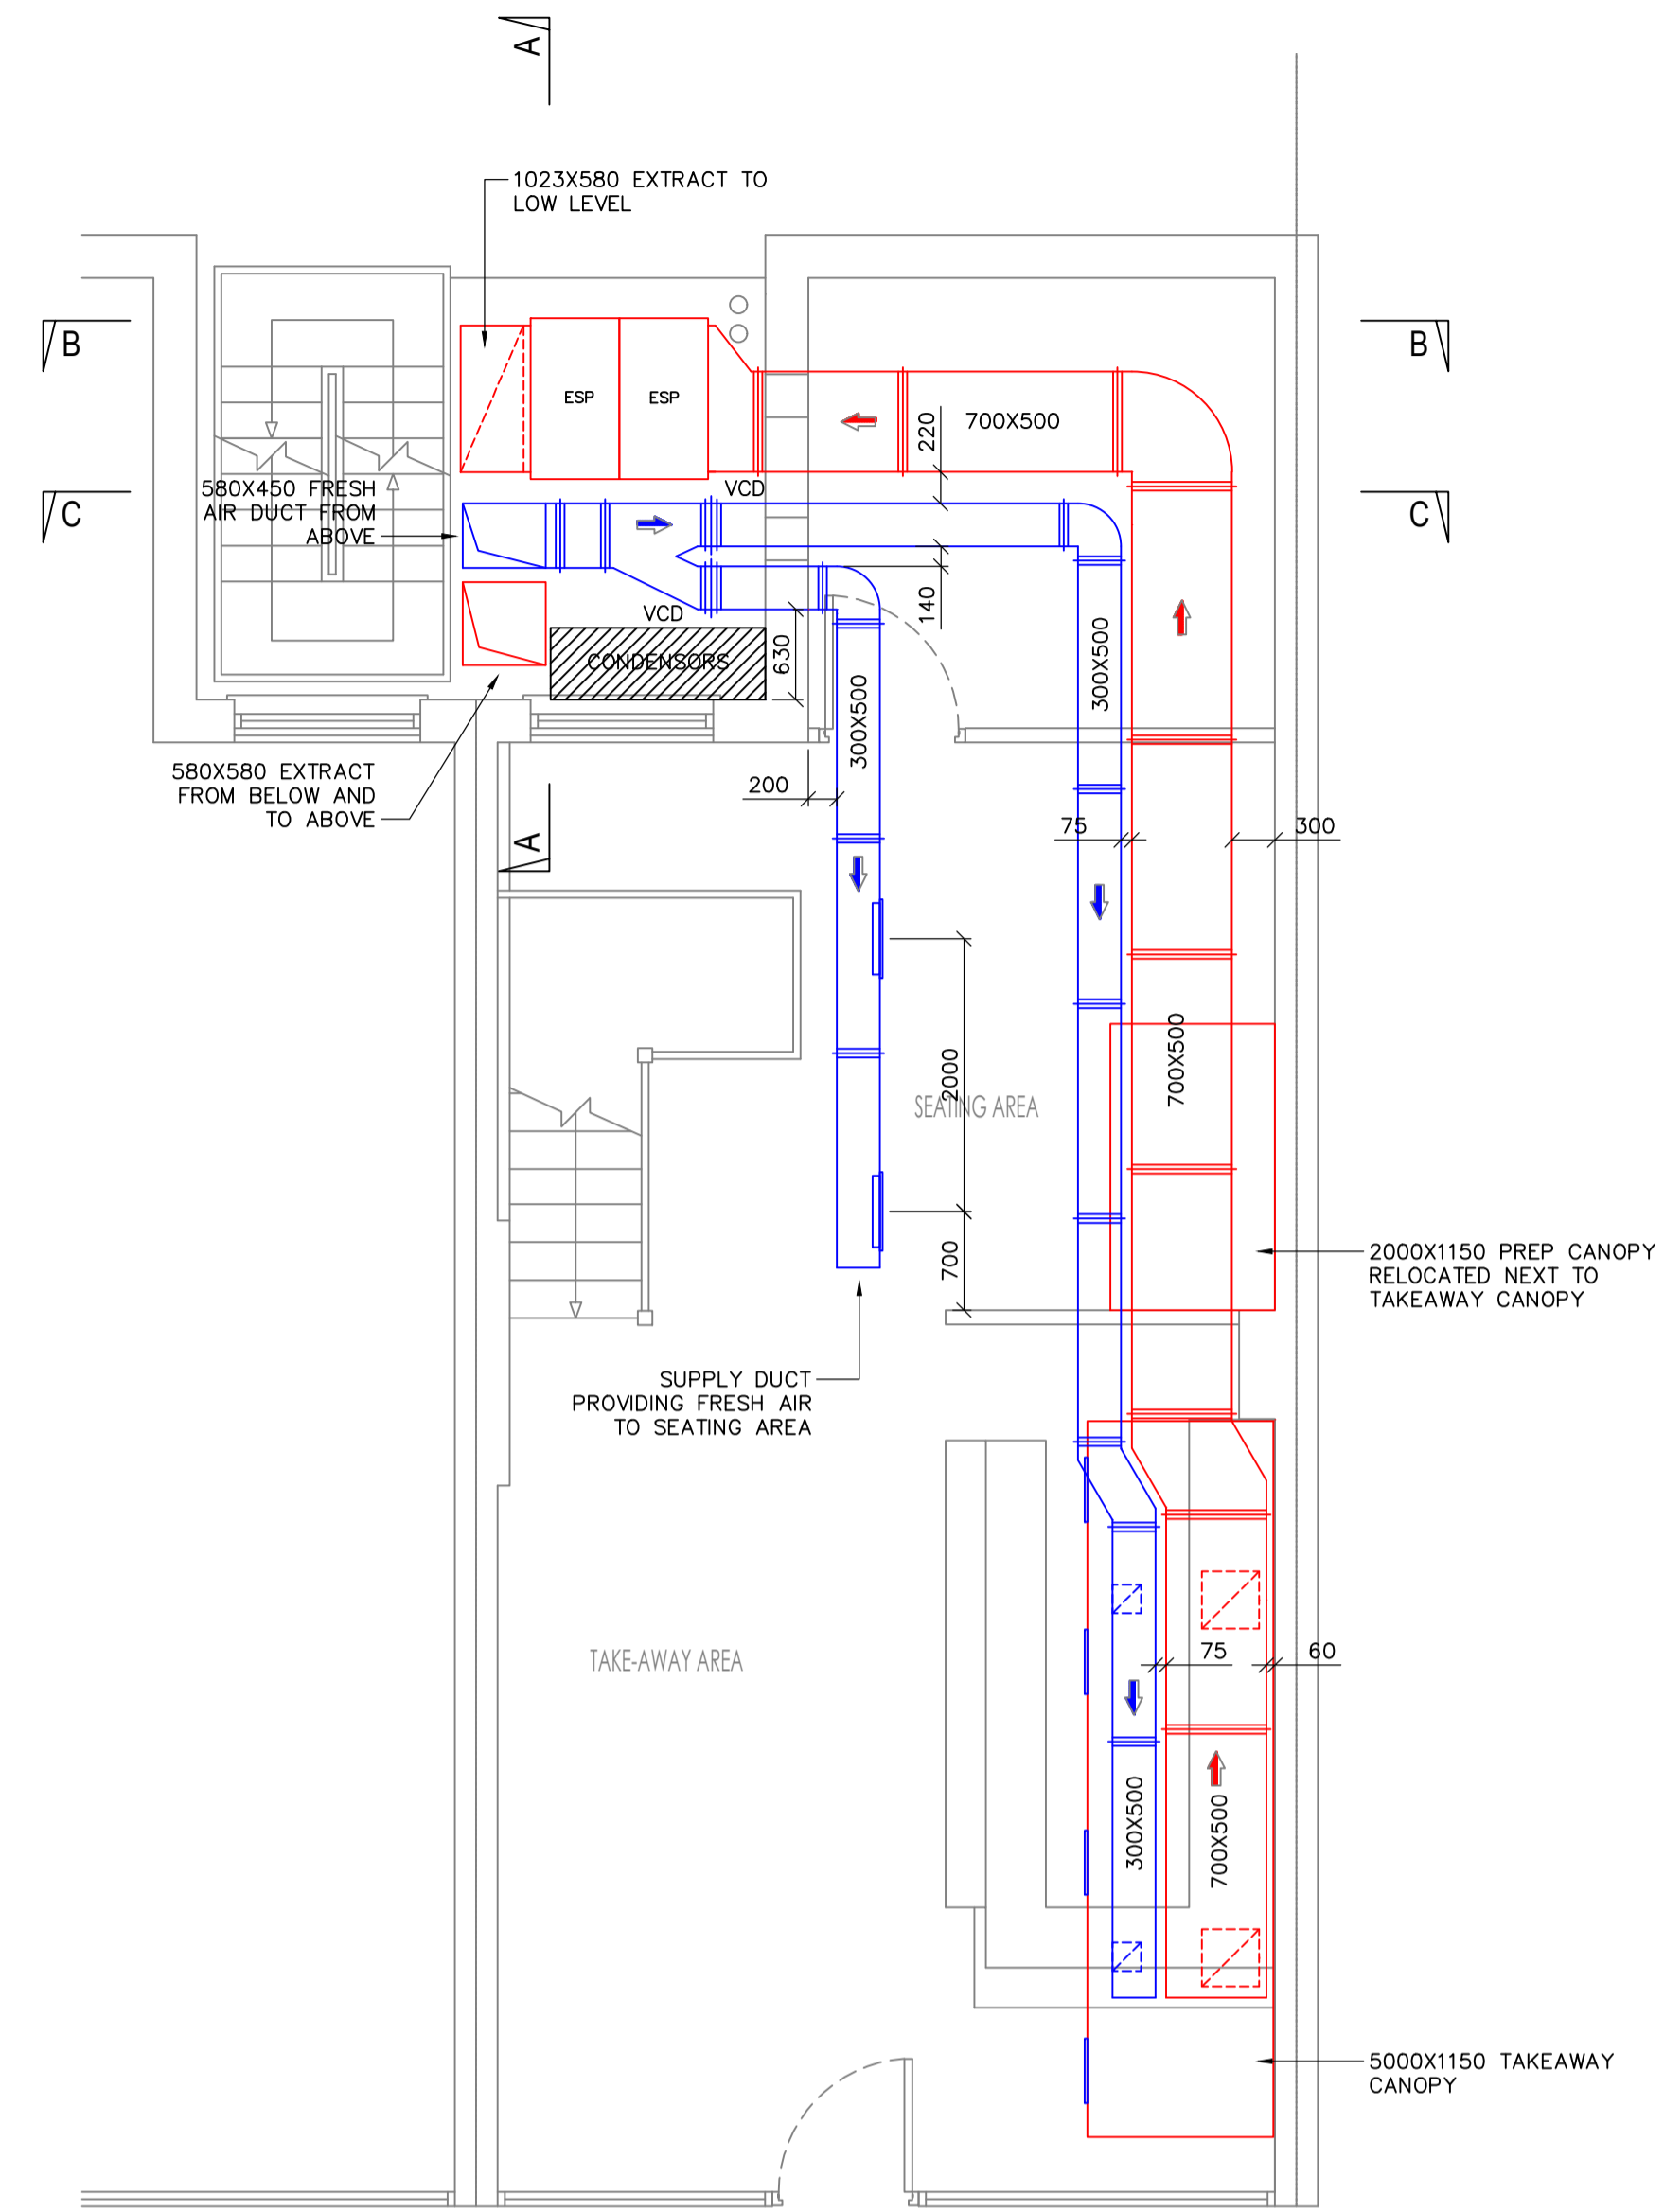 A
1023X580 EXTRACT TO
LOW LEVEL
B
B
ESP
ESP
220
700X500
580X450 FRESH
AIR DUCT FROM
ABOVE
VCD
C
C
140
VCD
CONDENSORS
630
300X500
300X500
580X580 EXTRACT
FROM BELOW AND
TO ABOVE
200
A
75
300
2000
700X500
SEATING AREA
700
2000X1150 PREP CANOPY
RELOCATED NEXT TO
TAKEAWAY CANOPY
SUPPLY DUCT
PROVIDING FRESH AIR
TO SEATING AREA
TAKE-AWAY AREA
75
60
300X500
700X500
5000X1150 TAKEAWAY
CANOPY